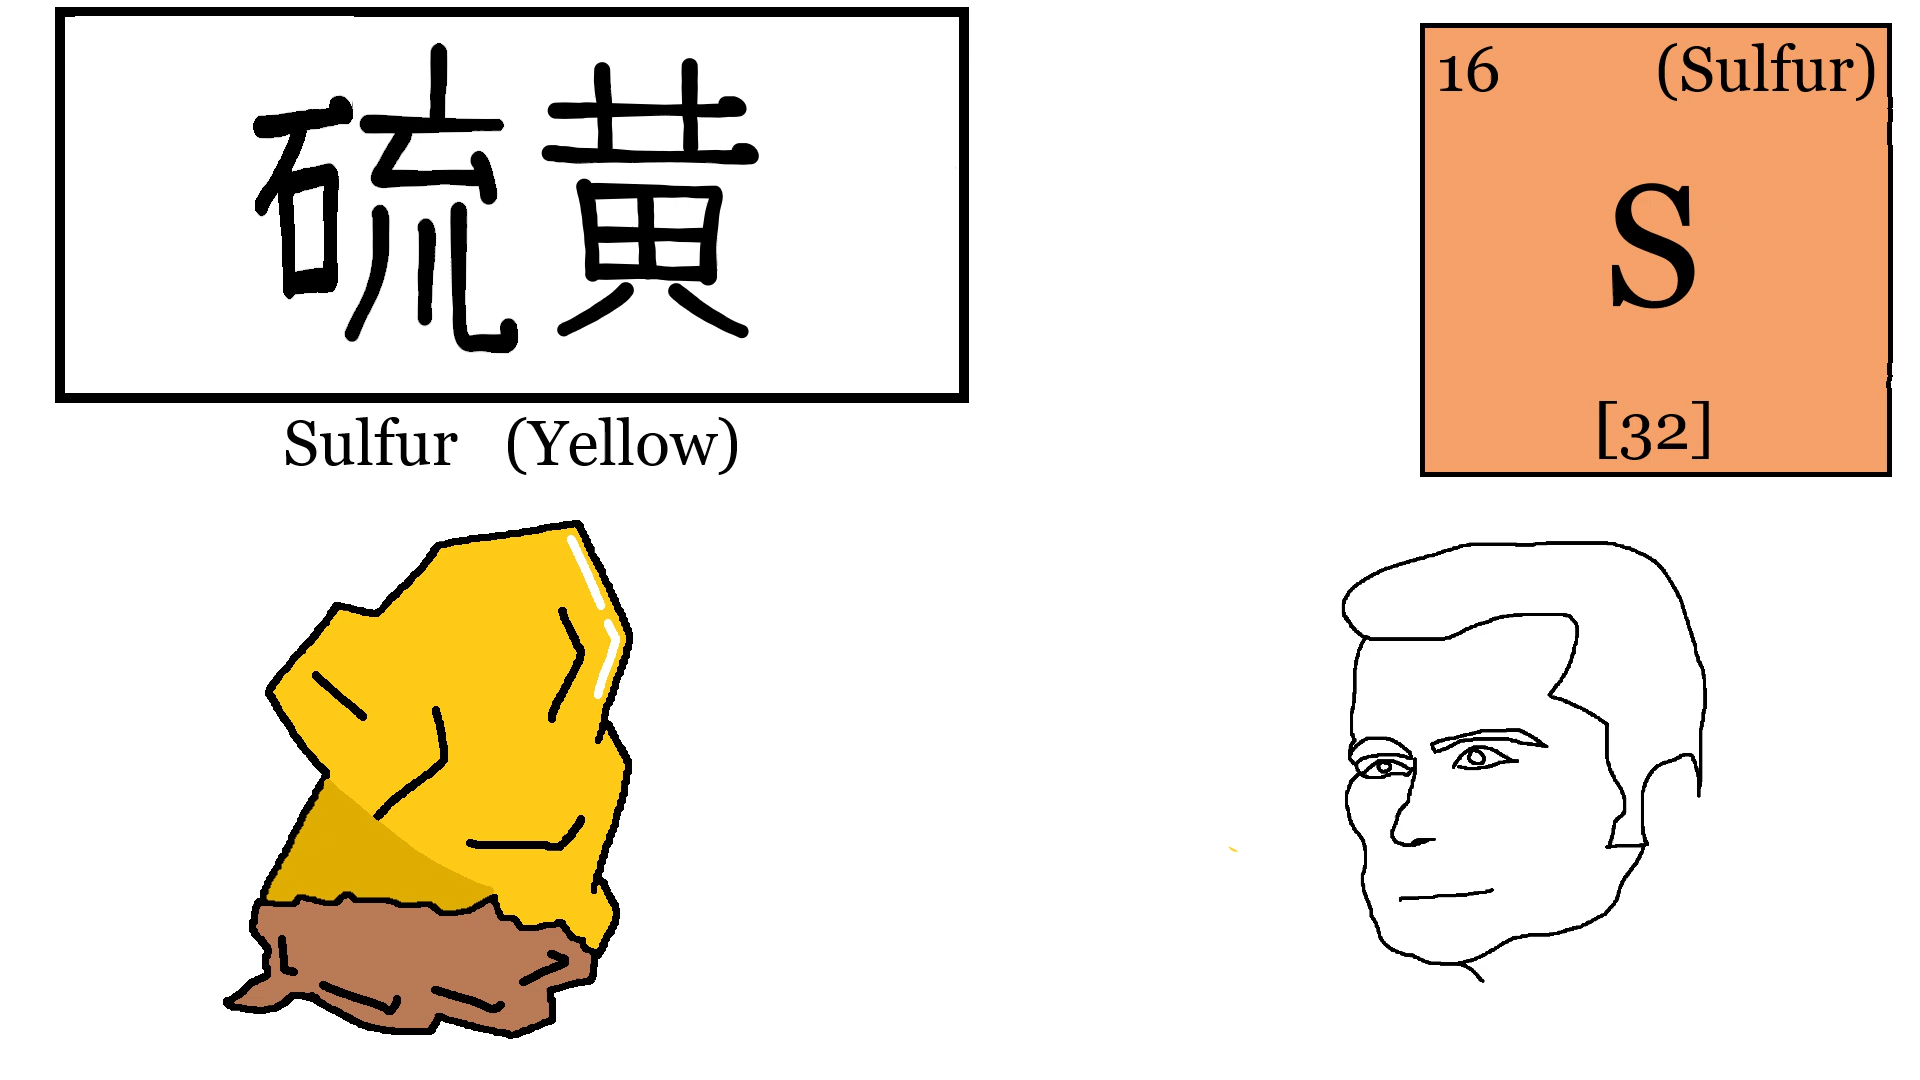 硫黄
Sulfur (Yellow)
16 (Sulfur)
S
[32]